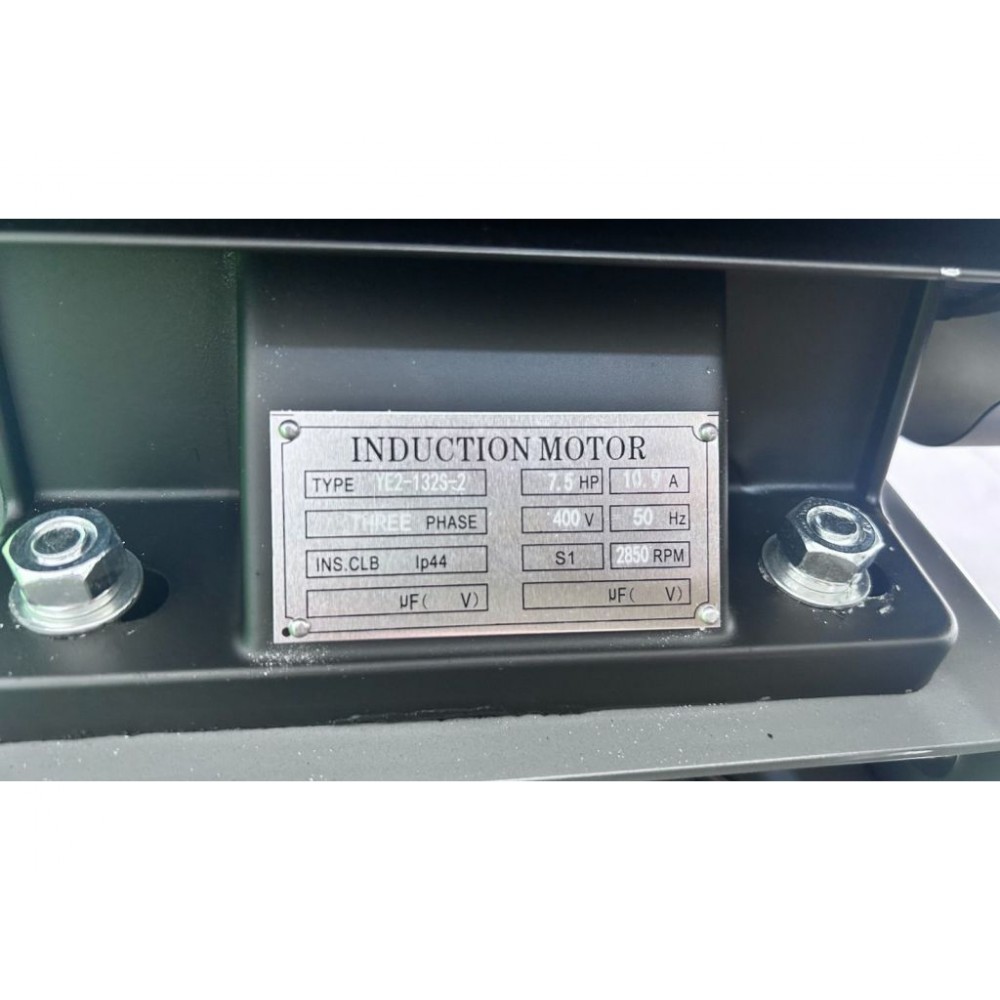 INDUCTION MOTOR
TYPE YE2-132S-2 7.5 HP 10.9 A
THREE PHASE 400 V 50 Hz
INS.CLB Ip44 S1 2850 RPM
μF( V) μF( V)